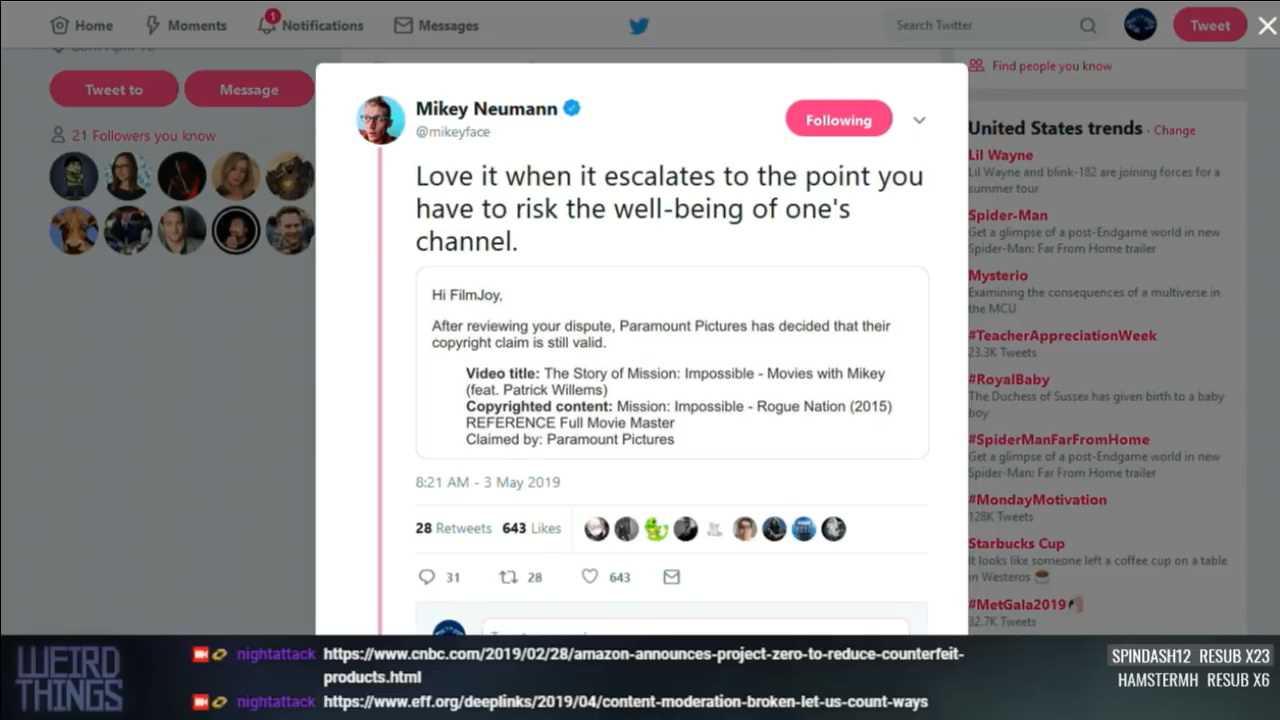 Home
Moments
1
Notifications
Messages
Search Twitter
Tweet
Tweet to
Message
21 Followers you know
Mikey Neumann
@mikeyface
Following
Love it when it escalates to the point you
have to risk the well-being of one's
channel.
Hi FilmJoy,
After reviewing your dispute, Paramount Pictures has decided that their
copyright claim is still valid.
Video title: The Story of Mission: Impossible - Movies with Mikey
(feat. Patrick Willems)
Copyrighted content: Mission: Impossible - Rogue Nation (2015)
REFERENCE Full Movie Master
Claimed by: Paramount Pictures
8:21 AM - 3 May 2019
28 Retweets 643 Likes
31
28
643
Find people you know
United States trends · Change
Lil Wayne
Lil Wayne and blink-182 are joining forces for a
summer tour
Spider-Man
Get a glimpse of a post-Endgame world in new
Spider-Man: Far From Home trailer
Mysterio
Examining the consequences of a multiverse in
the MCU
#TeacherAppreciationWeek
23.3K Tweets
#RoyalBaby
The Duchess of Sussex has given birth to a baby
boy
#SpiderManFarFromHome
Get a glimpse of a post-Endgame world in new
Spider-Man: Far From Home trailer
#MondayMotivation
128K Tweets
Starbucks Cup
It looks like someone left a coffee cup on a table
in Westeros
#MetGala2019
32.7K Tweets
WEIRD
THINGS
nightattack https://www.cnbc.com/2019/02/28/amazon-announces-project-zero-to-reduce-counterfeit-
products.html
nightattack https://www.eff.org/deeplinks/2019/04/content-moderation-broken-let-us-count-ways
SPINDASH12 RESUB X23
HAMSTERMH RESUB X6